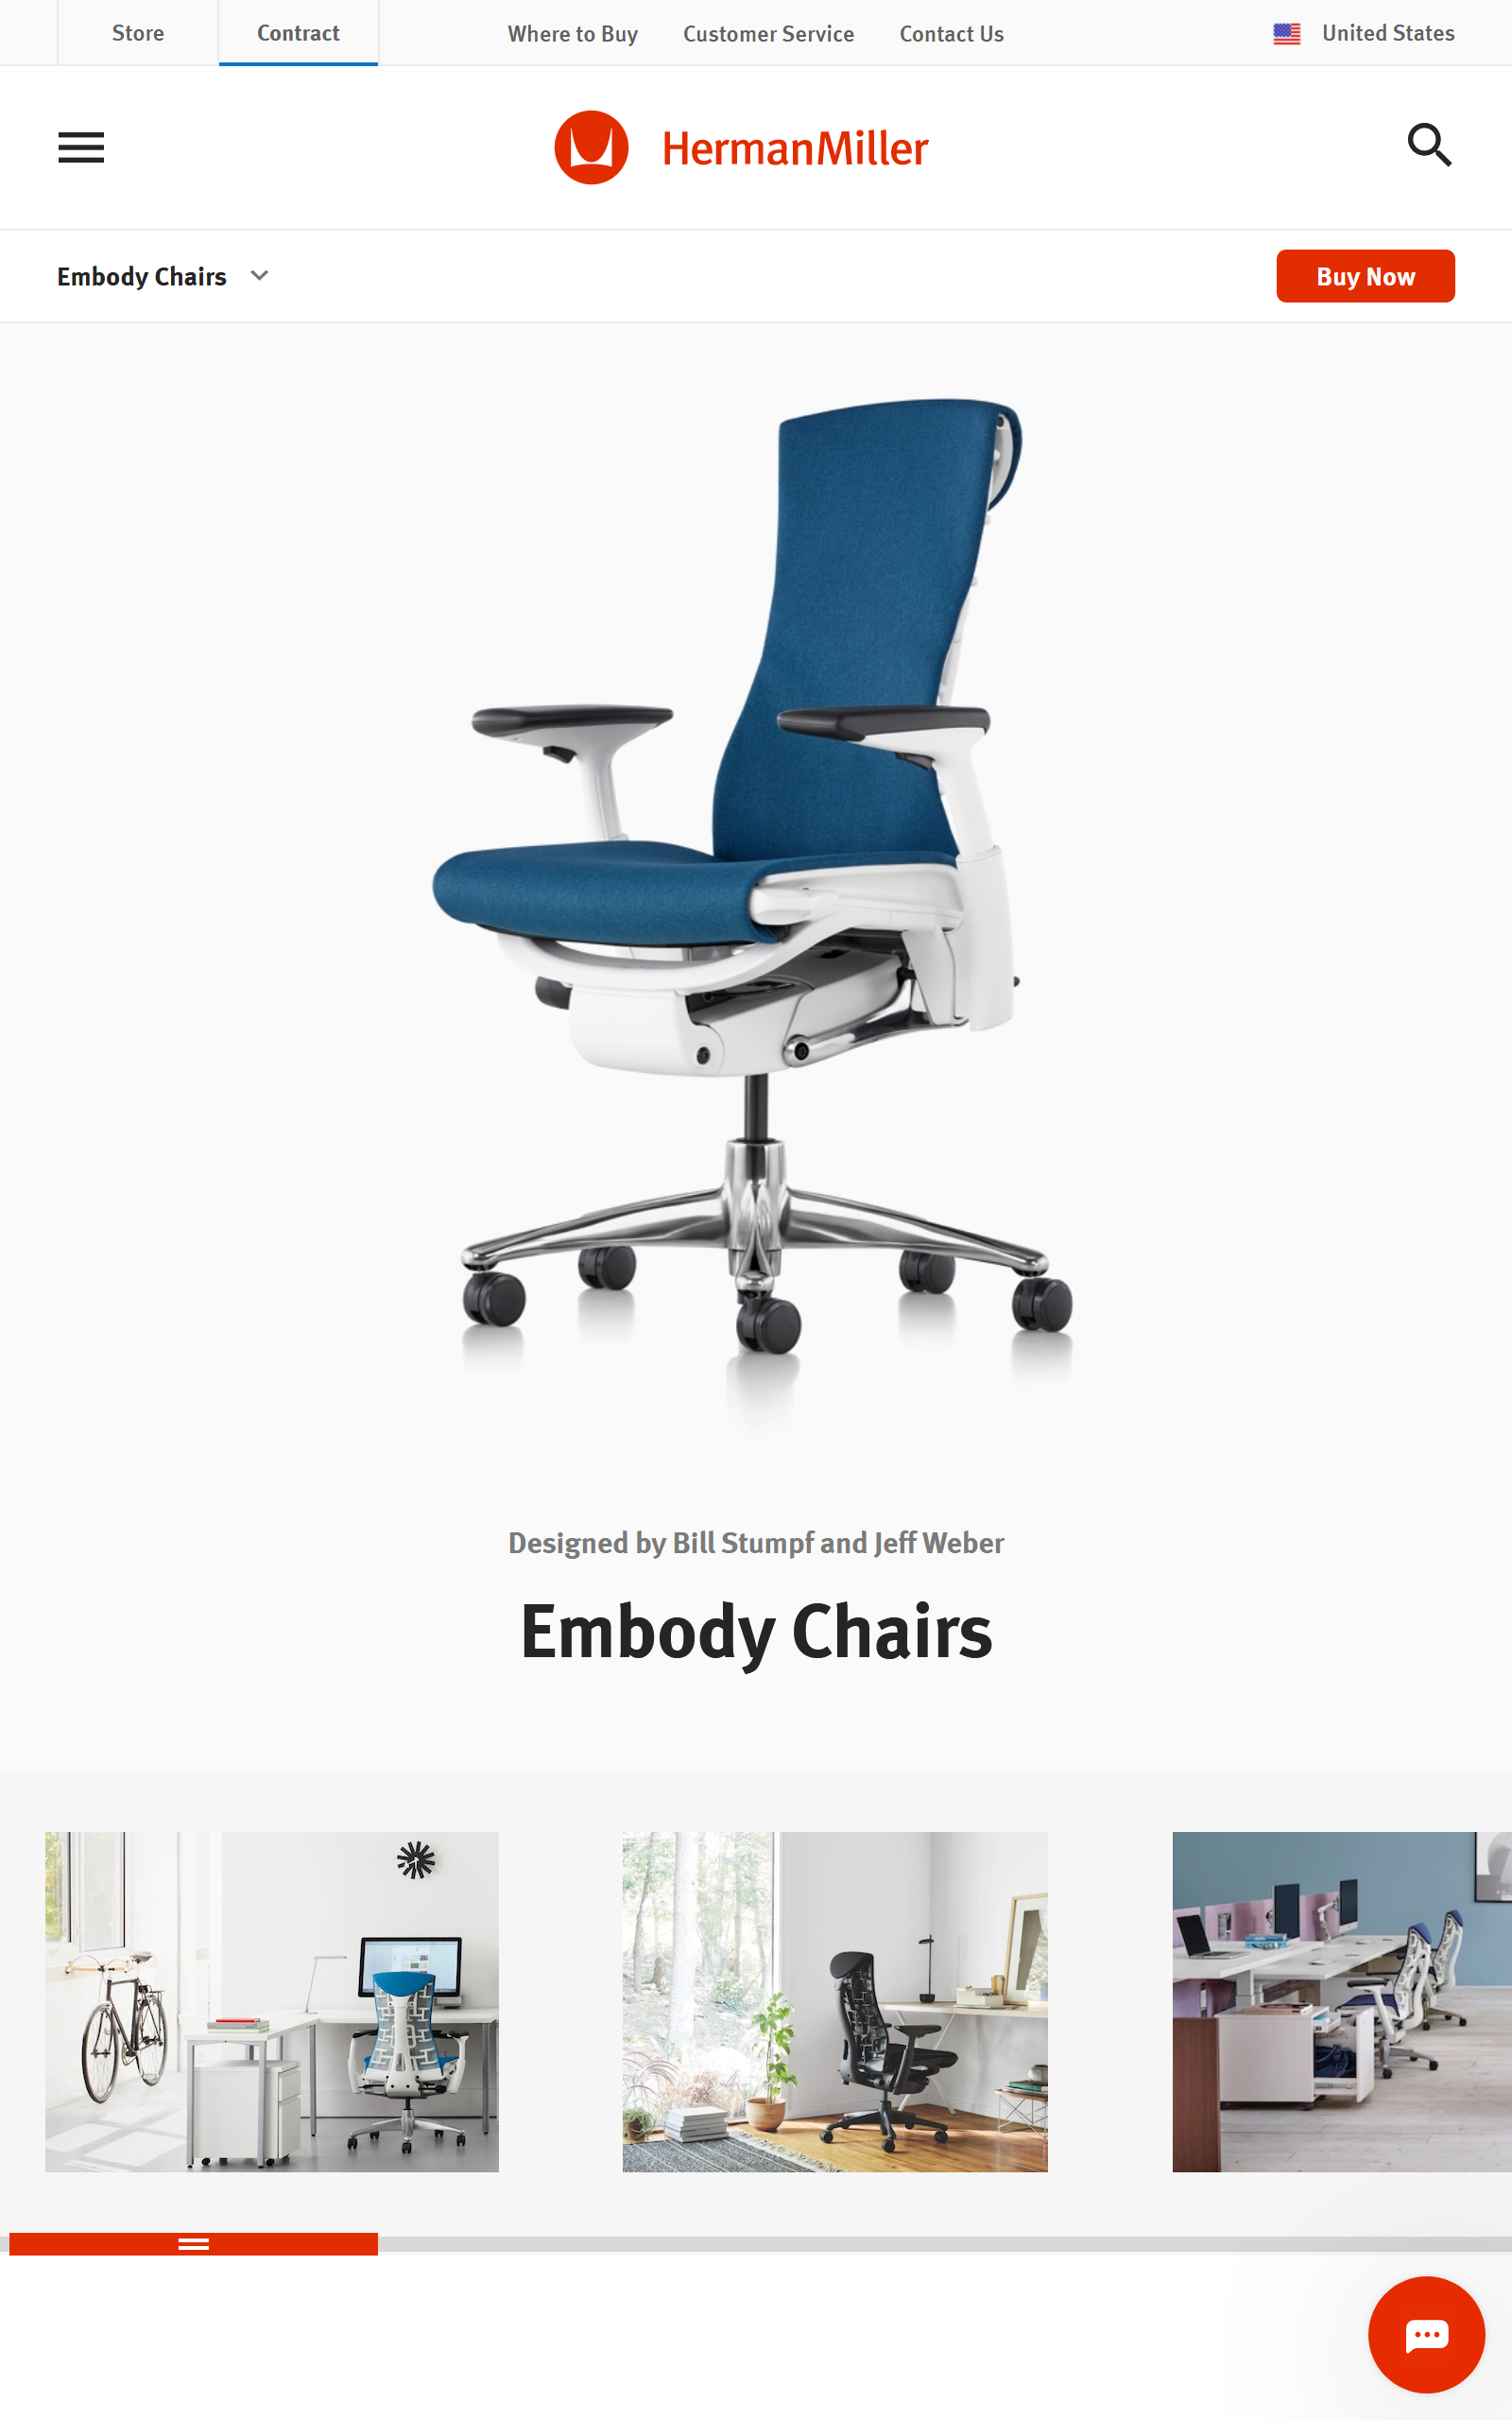 Store
Contract
Where to Buy
Customer Service
Contact Us
United States
HermanMiller
Embody Chairs
Buy Now
Designed by Bill Stumpf and Jeff Weber
Embody Chairs